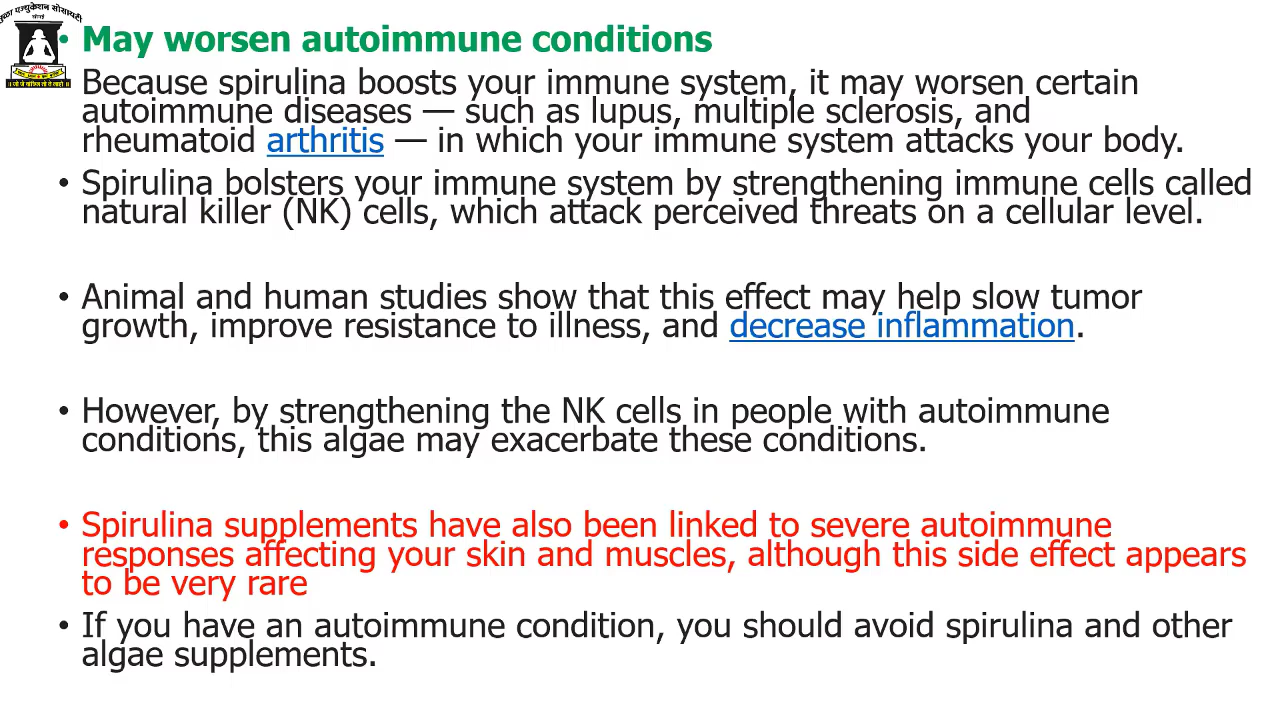 एज्युकेशन सोसायटी
• May worsen autoimmune conditions
Because spirulina boosts your immune system, it may worsen certain
autoimmune diseases — such as lupus, multiple sclerosis, and
rheumatoid arthritis — in which your immune system attacks your body.
• Spirulina bolsters your immune system by strengthening immune cells called
natural killer (NK) cells, which attack perceived threats on a cellular level.
• Animal and human studies show that this effect may help slow tumor
growth, improve resistance to illness, and decrease inflammation.
• However, by strengthening the NK cells in people with autoimmune
conditions, this algae may exacerbate these conditions.
• Spirulina supplements have also been linked to severe autoimmune
responses affecting your skin and muscles, although this side effect appears
to be very rare
• If you have an autoimmune condition, you should avoid spirulina and other
algae supplements.